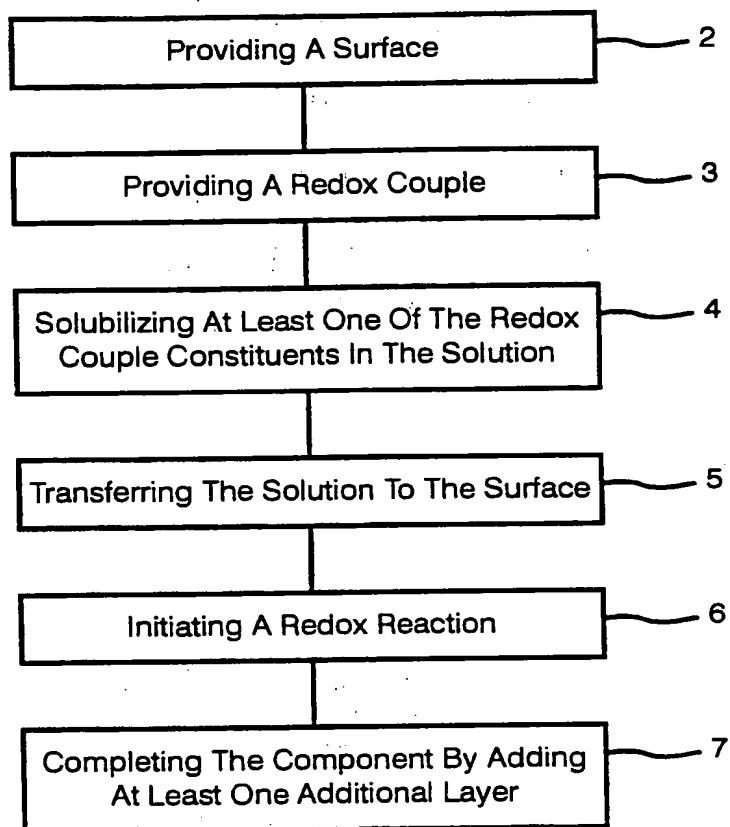 Providing A Surface 2
Providing A Redox Couple 3
Solubilizing At Least One Of The Redox 4
Couple Constituents In The Solution
Transferring The Solution To The Surface 5
Initiating A Redox Reaction 6
Completing The Component By Adding 7
At Least One Additional Layer